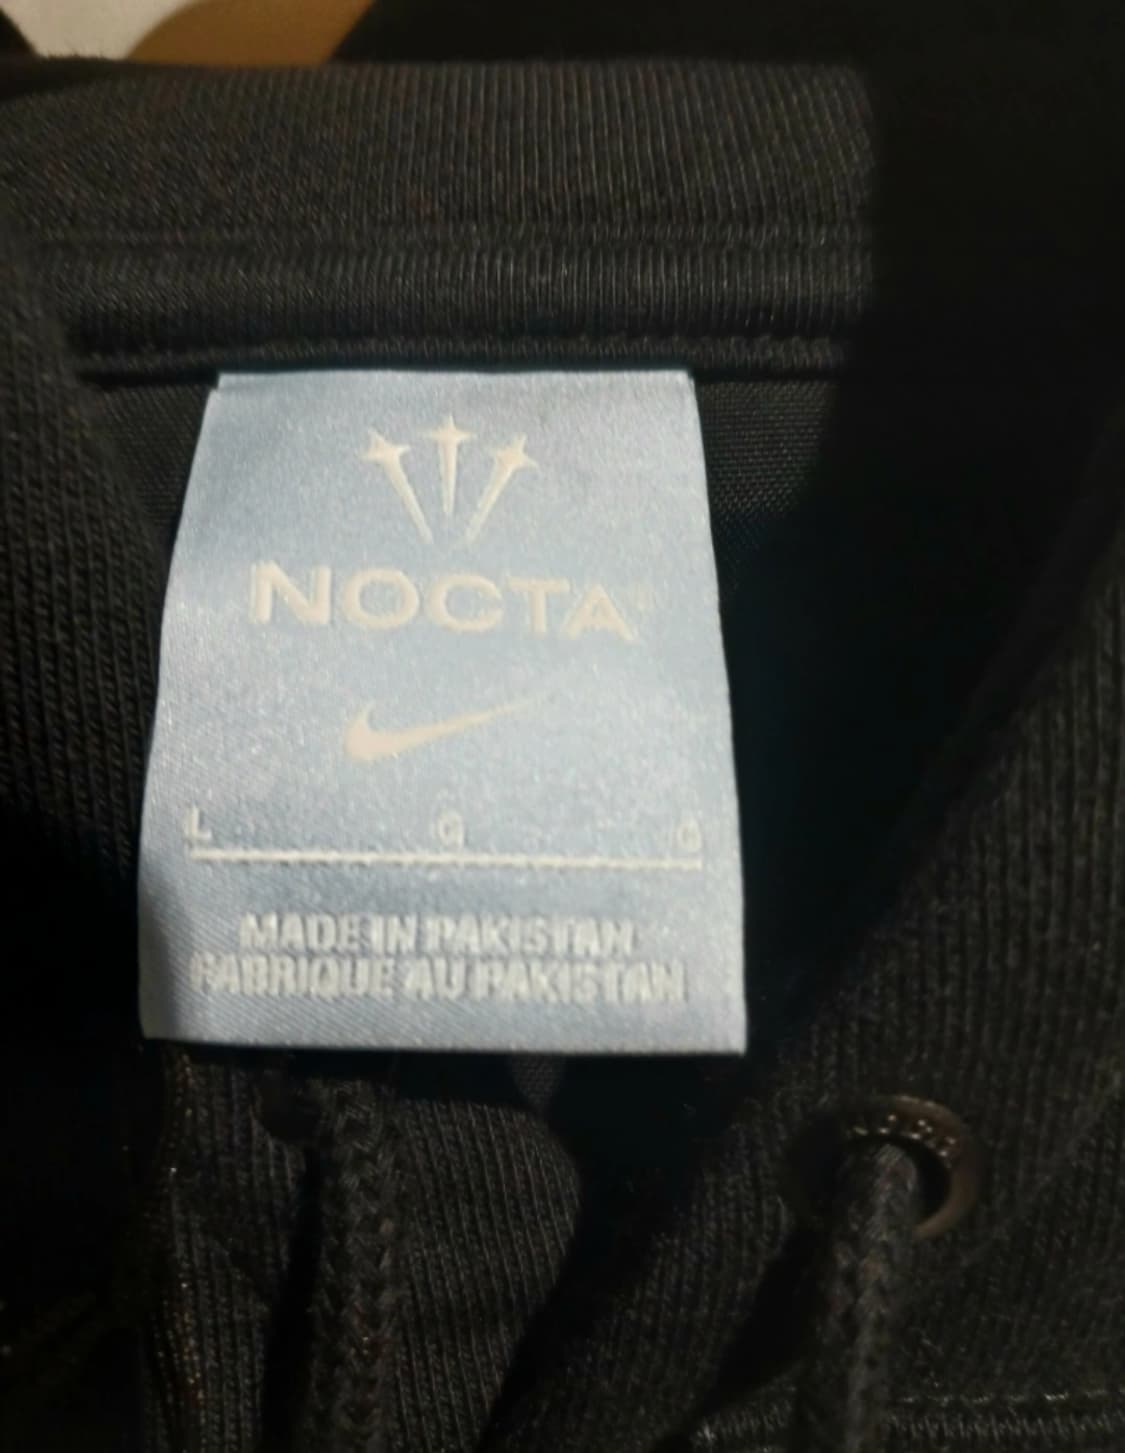 NOCTA
L G G
MADE IN PAKISTAN
FABRIQUE AU PAKISTAN